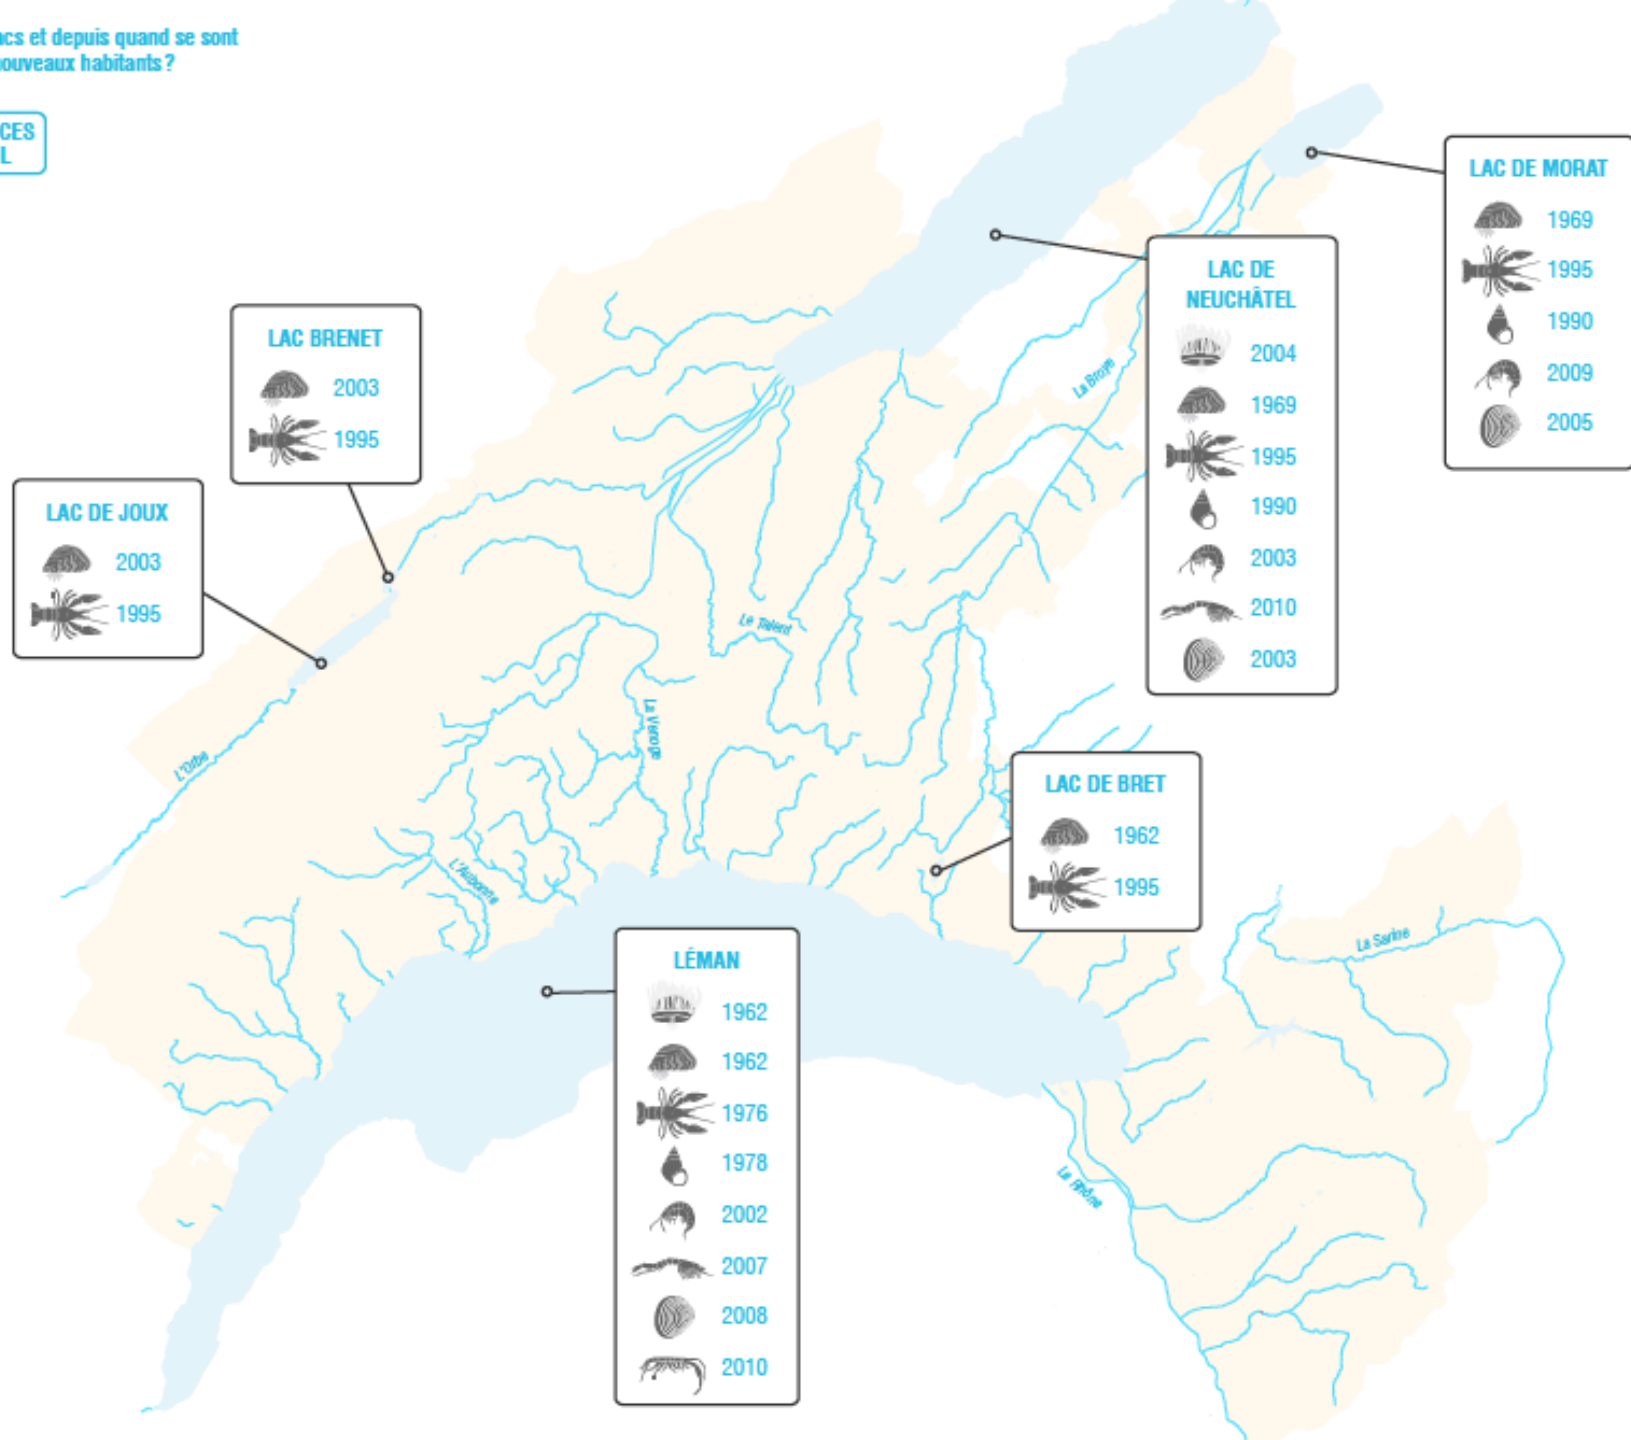 acs et depuis quand se sont
nouveaux habitants ?
CES
L
LAC DE MORAT
1969
1995
1990
2009
2005
LAC DE
NEUCHÂTEL
2004
1969
1995
1990
2003
2010
2003
LAC BRENET
2003
1995
LAC DE JOUX
2003
1995
LAC DE BRET
1962
1995
LÉMAN
1962
1962
1976
1978
2002
2007
2008
2010
La Broye
Le Talent
La Venoge
L'Orbe
L'Aubonne
La Sarine
Le Rhône